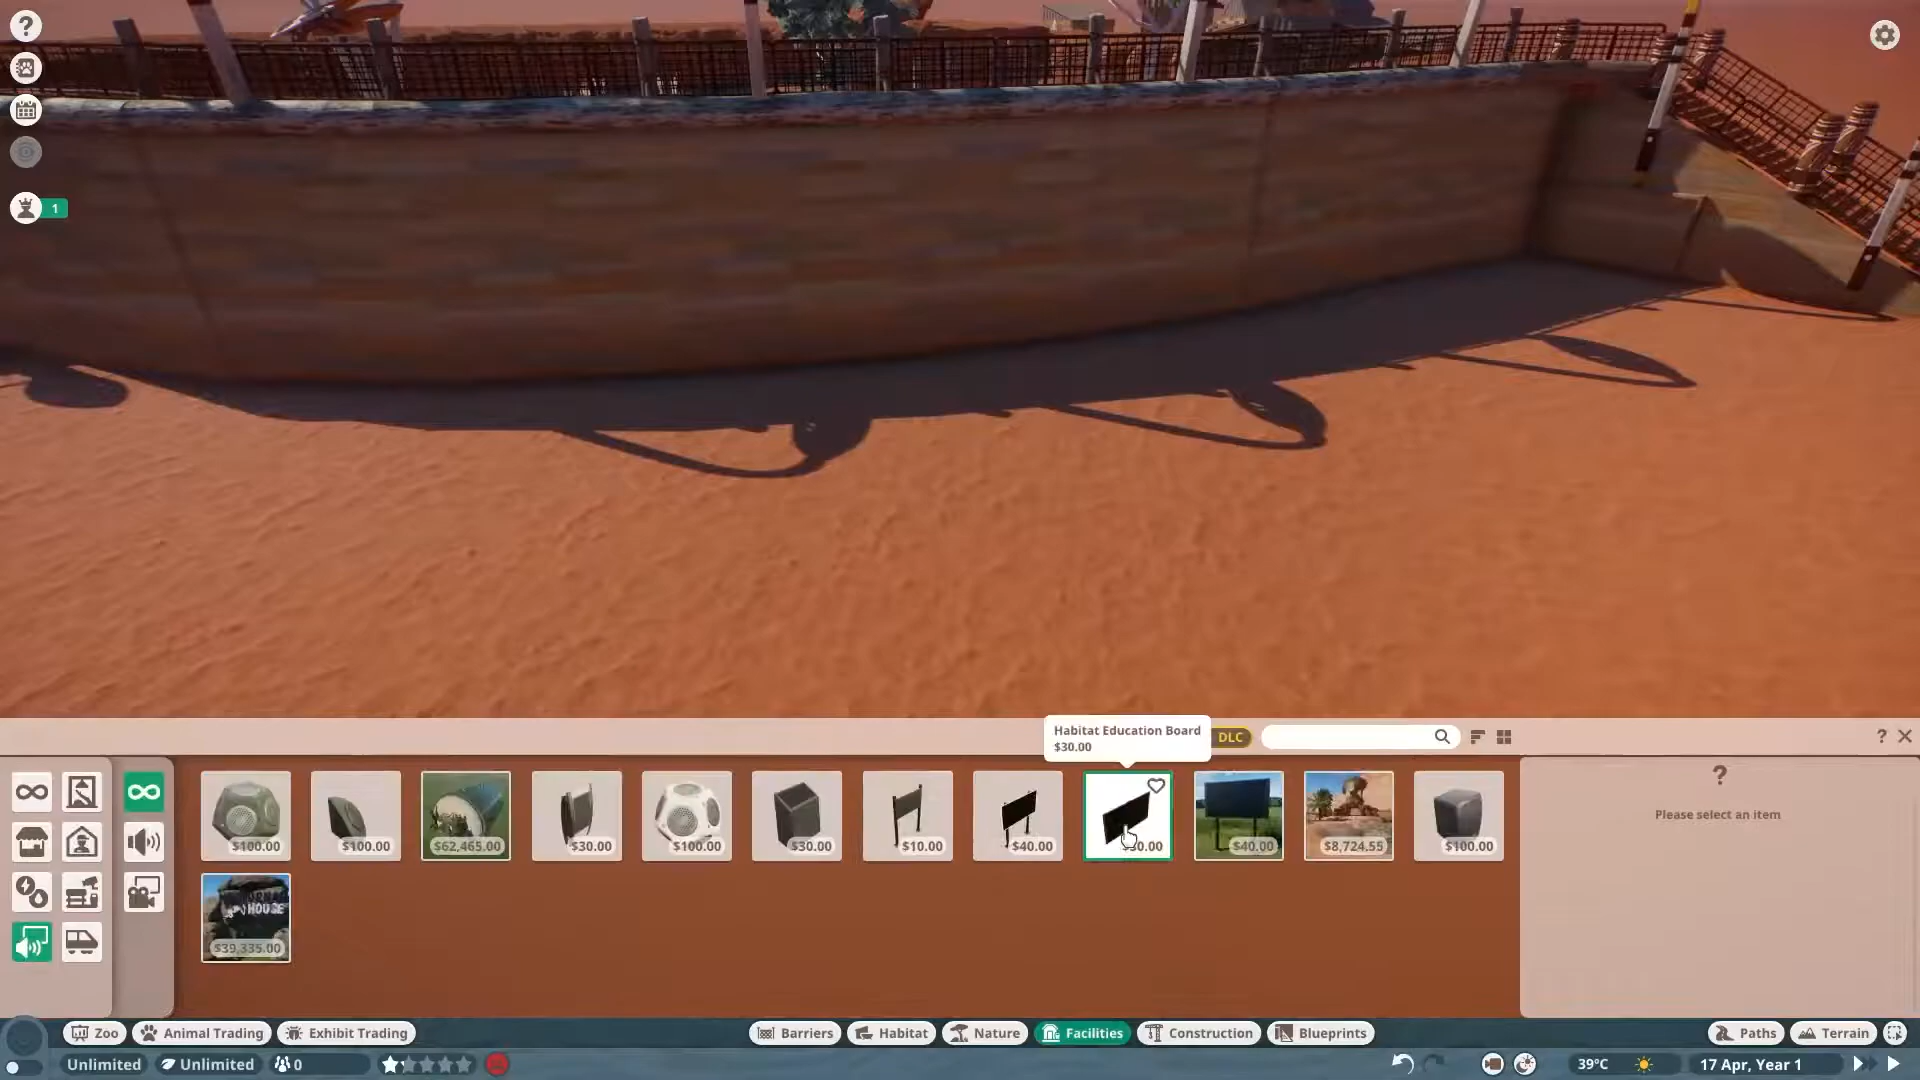 ?
1
Habitat Education Board
$30.00
DLC
?
$100.00
$100.00
$62,465.00
$30.00
$100.00
$30.00
$10.00
$40.00
$40.00
$8,724.55
$100.00
HOUSE
$39,335.00
?
Please select an item
Zoo
Animal Trading
Exhibit Trading
Barriers
Habitat
Nature
Facilities
Construction
Blueprints
Paths
Terrain
Unlimited
Unlimited
0
39°C
17 Apr, Year 1